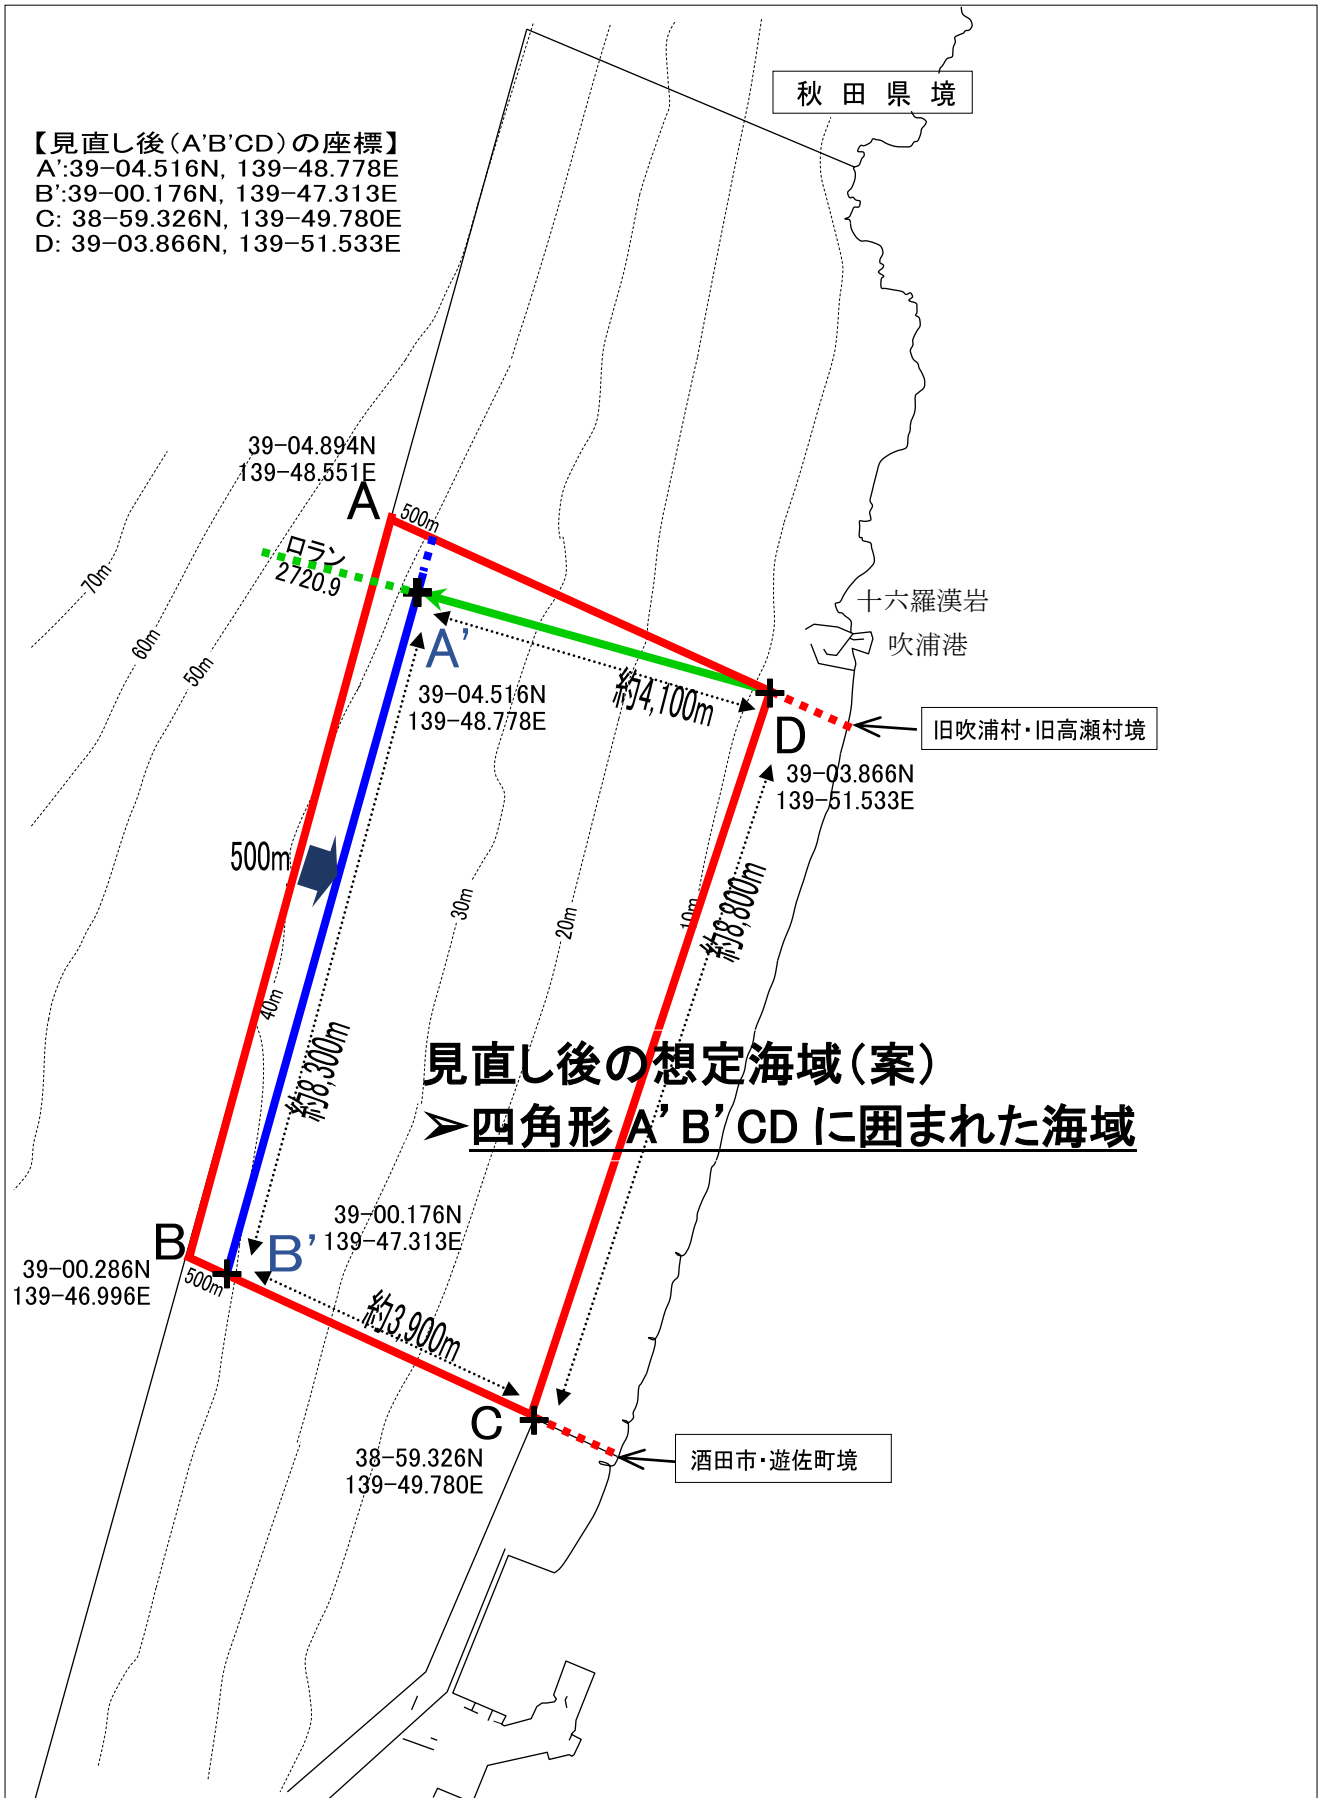 秋田県境
【見直し後(A'B'CD)の座標】
A':39-04.516N, 139-48.778E
B':39-00.176N, 139-47.313E
C: 38-59.326N, 139-49.780E
D: 39-03.866N, 139-51.533E
39-04.894N
139-48.551E
A
500m
ロラン
2720.9
70m
60m
50m
十六羅漢岩
吹浦港
A'
39-04.516N
139-48.778E
約4,100m
D
旧吹浦村・旧高瀬村境
39-03.866N
139-51.533E
500m
30m
20m
10m
約8,800m
40m
約8,300m
見直し後の想定海域(案)
➢四角形 A'B'CD に囲まれた海域
B
B'
39-00.176N
139-47.313E
39-00.286N
139-46.996E
500m
約3,900m
C
38-59.326N
139-49.780E
酒田市・遊佐町境